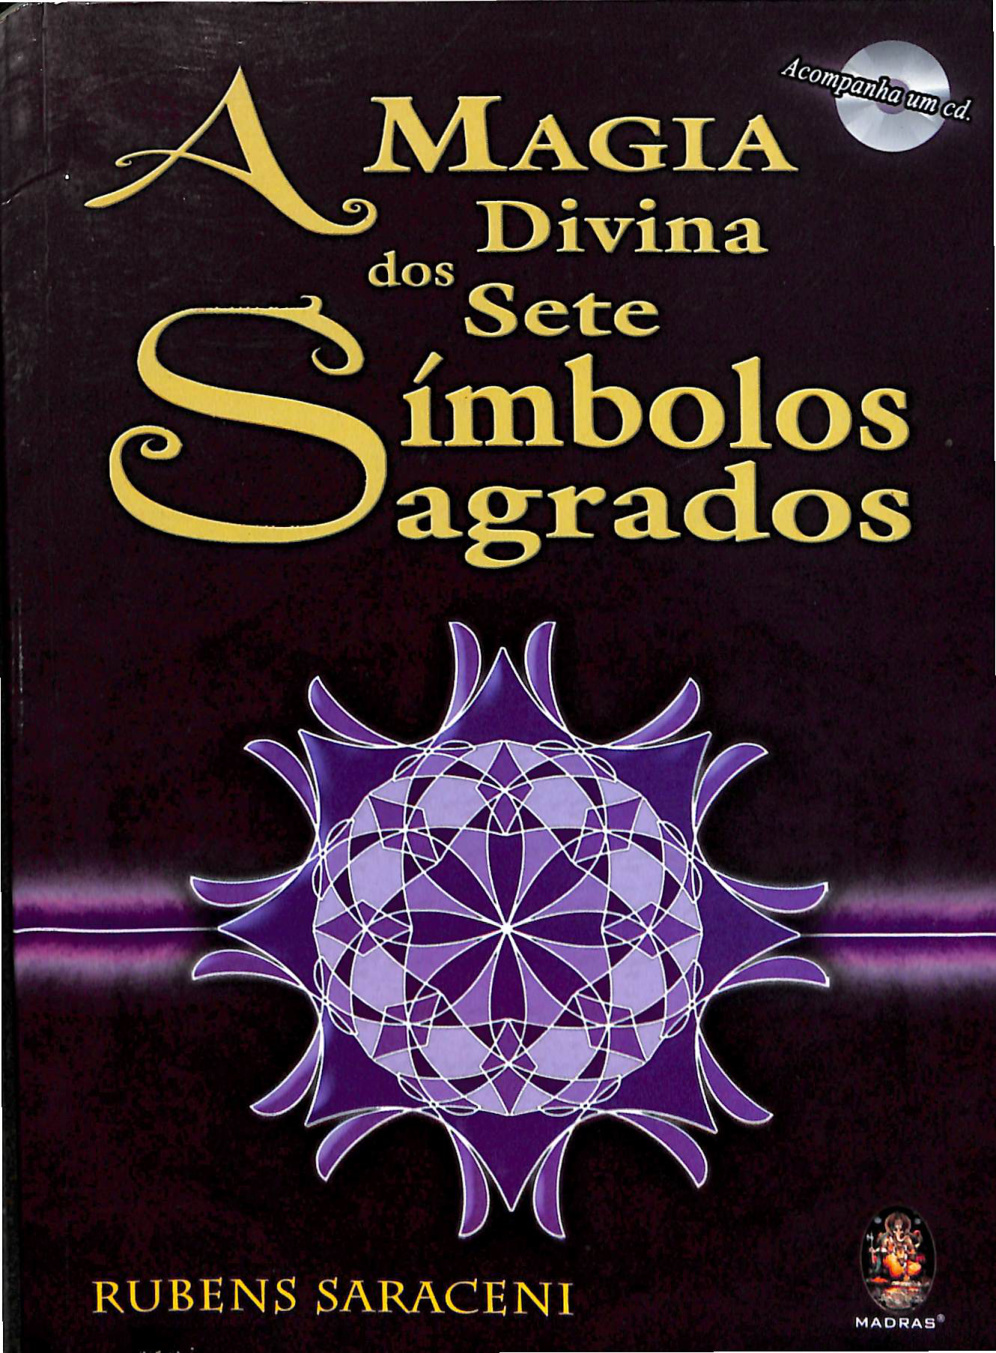 Acompanha um cd.
A MAGIA
Divina
dos
Sete
Símbolos
Sagrados
RUBENS SARACENI
MADRAS®